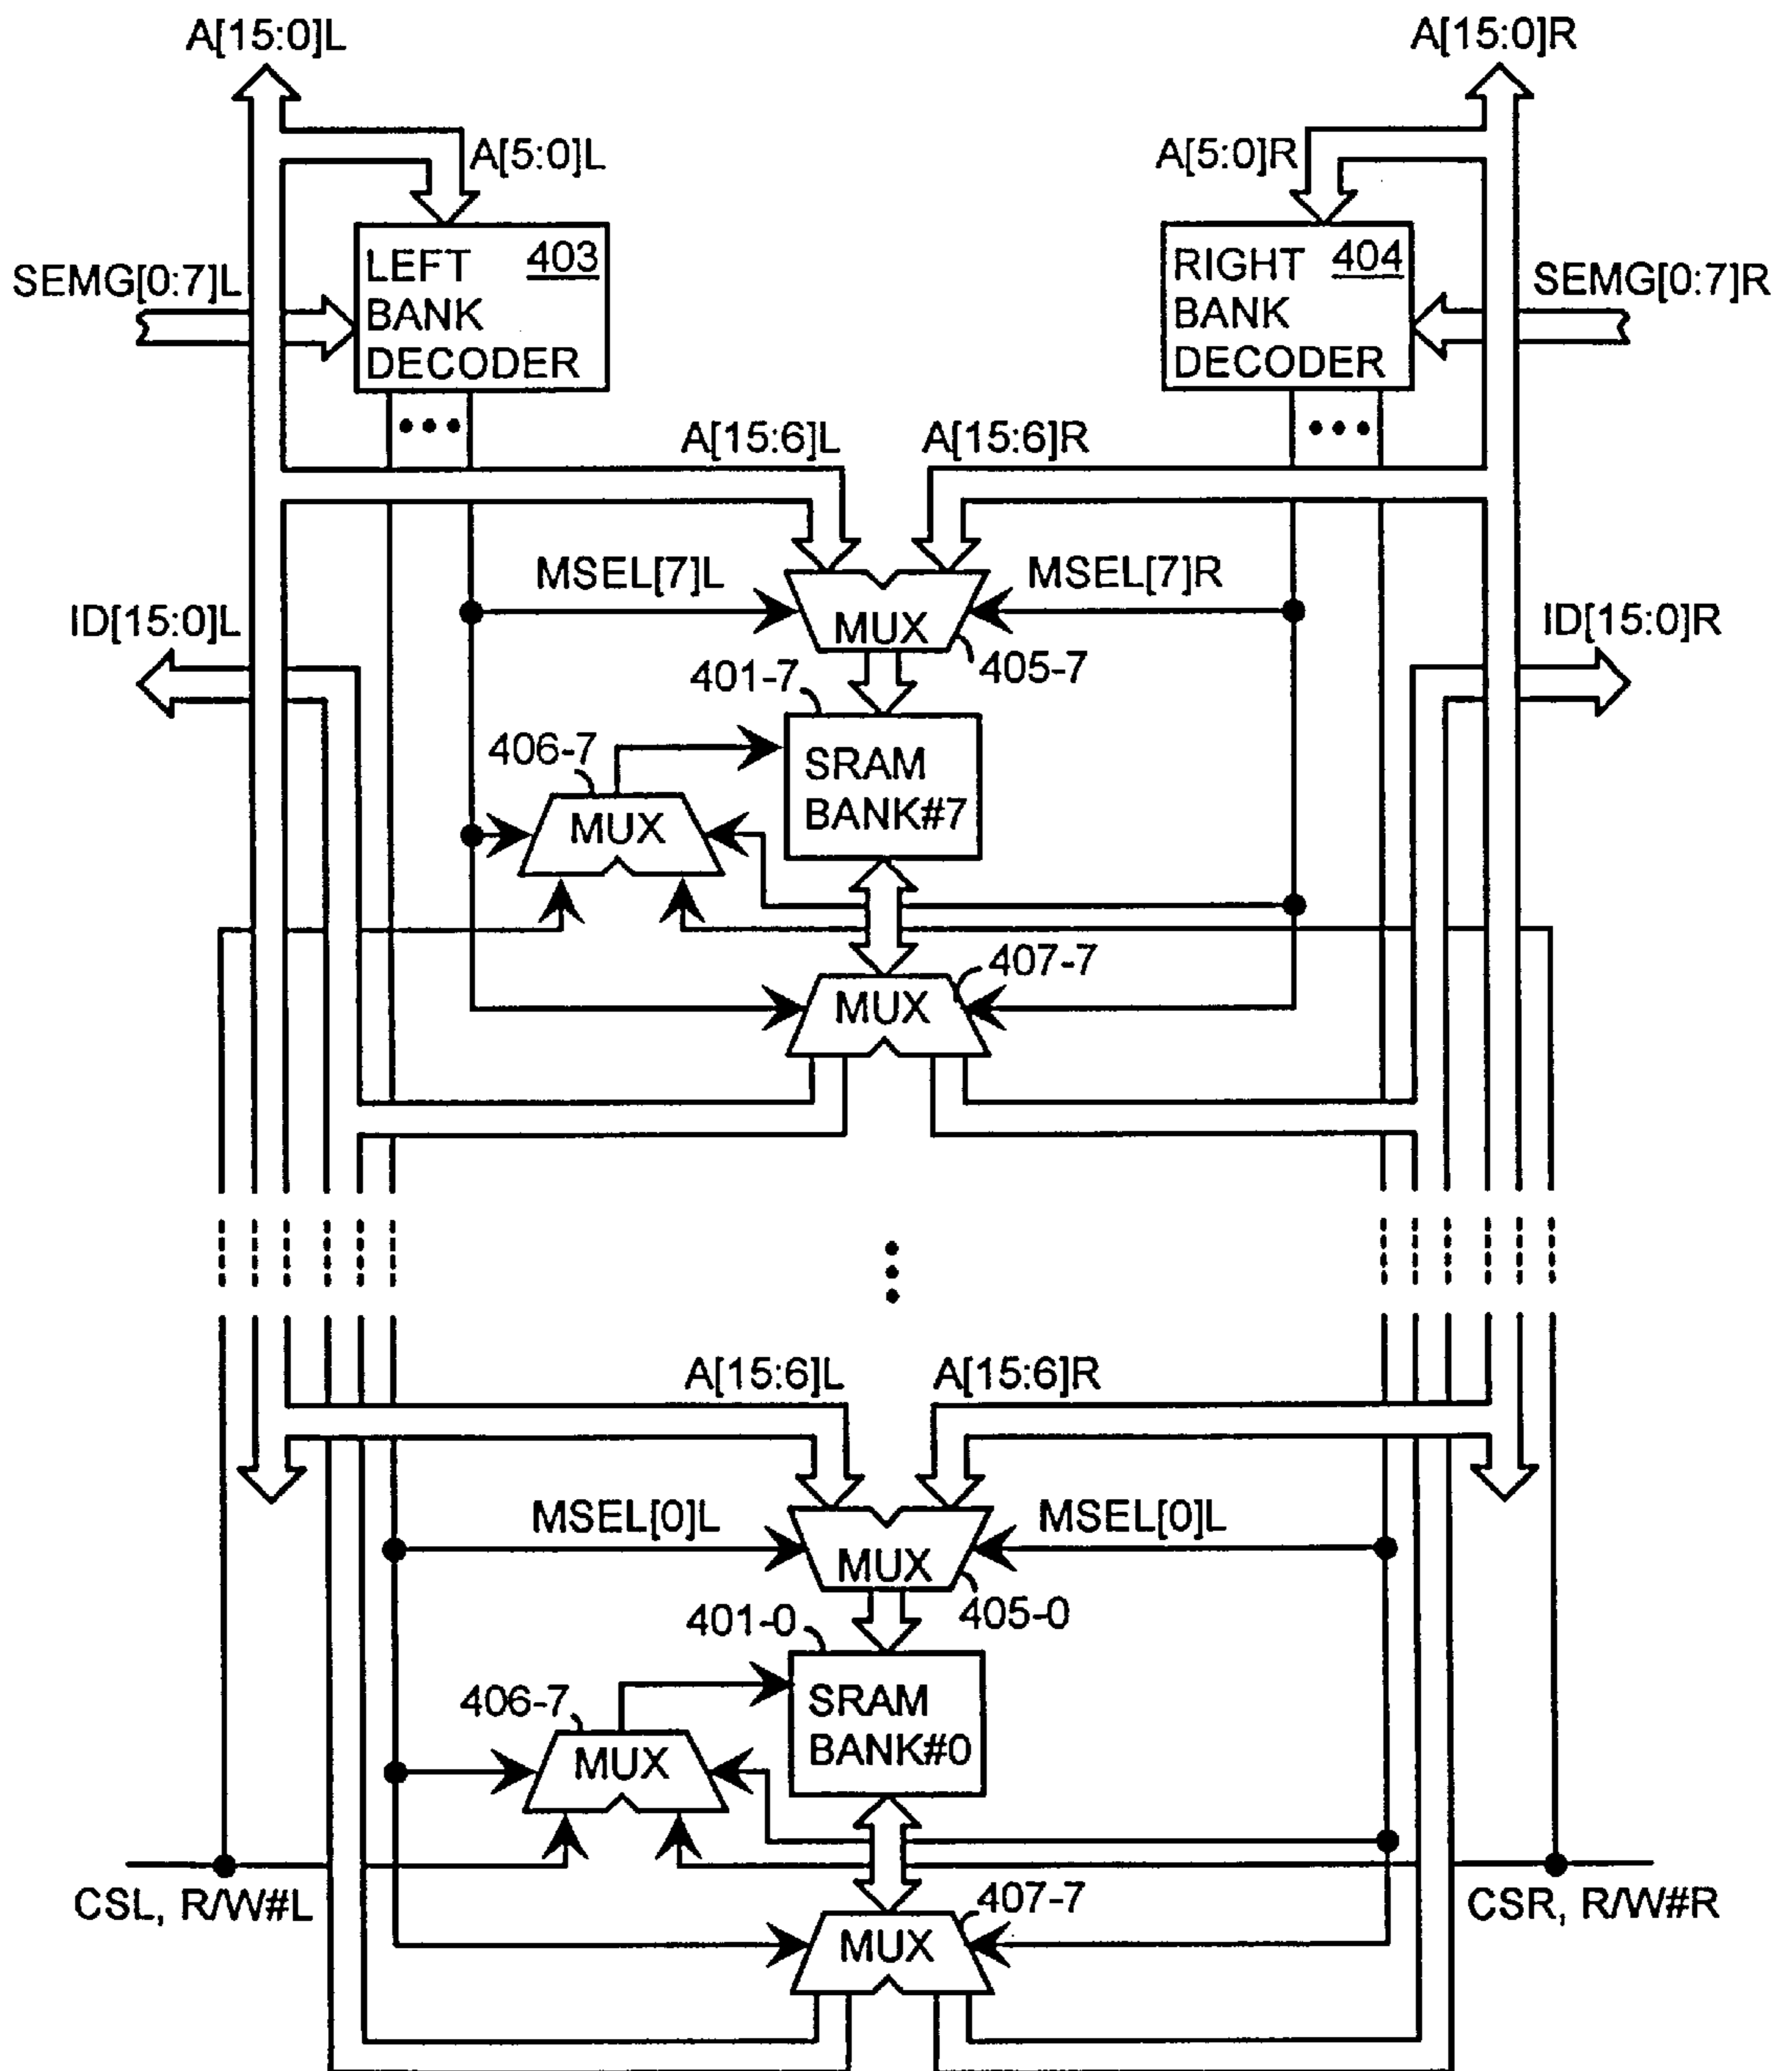 A[15:0]L
A[15:0]R
A[5:0]L
A[5:0]R
SEMG[0:7]L
LEFT 403
BANK
DECODER
RIGHT 404
BANK
DECODER
SEMG[0:7]R
A[15:6]L
A[15:6]R
MSEL[7]L
MSEL[7]R
ID[15:0]L
ID[15:0]R
MUX
405-7
401-7
406-7
SRAM
BANK#7
MUX
407-7
MUX
A[15:6]L
A[15:6]R
MSEL[0]L
MSEL[0]L
MUX
405-0
401-0
406-7
SRAM
BANK#0
MUX
CSL, R/W#L
407-7
CSR, R/W#R
MUX